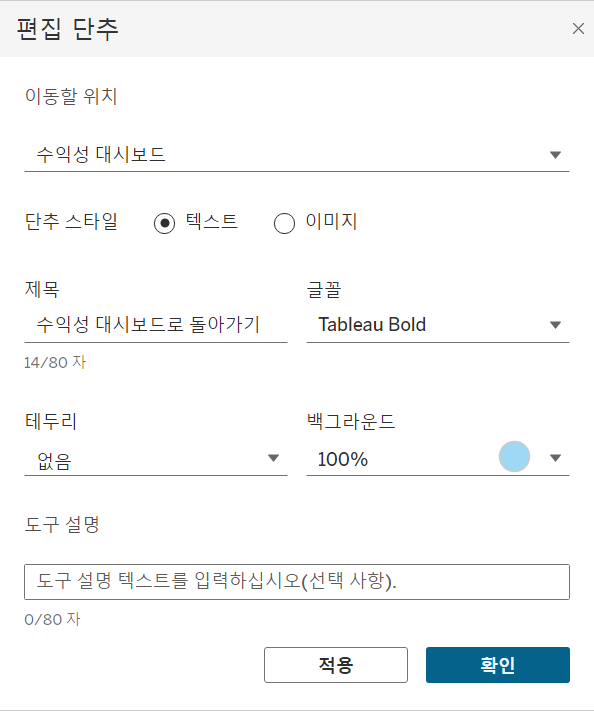 편집 단추
이동할 위치
수익성 대시보드
단추 스타일 텍스트 이미지
제목 글꼴
수익성 대시보드로 돌아가기 Tableau Bold
14/80 자
테두리 백그라운드
없음 100%
도구 설명
도구 설명 텍스트를 입력하십시오(선택 사항).
0/80 자
적용 확인